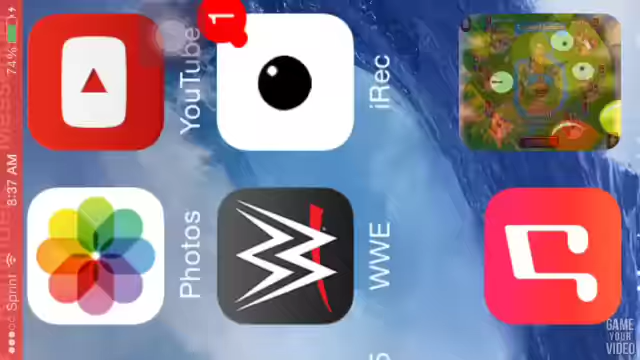 ●●●○○ Sprint 8:37 AM 74%
Photos
YouTube
WWE
1
iRec
GAME
YOUR
VIDEO